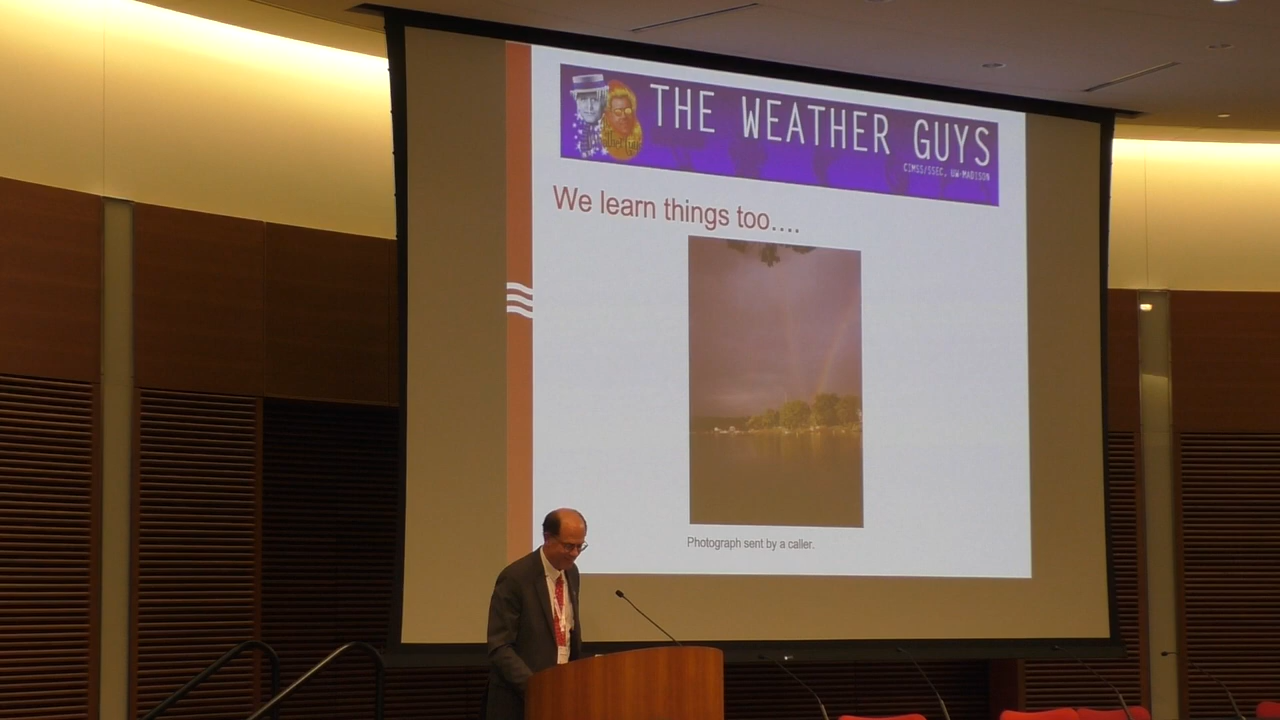 THE WEATHER GUYS
CIMSS/SSEC, UW-MADISON
We learn things too....
Photograph sent by a caller.